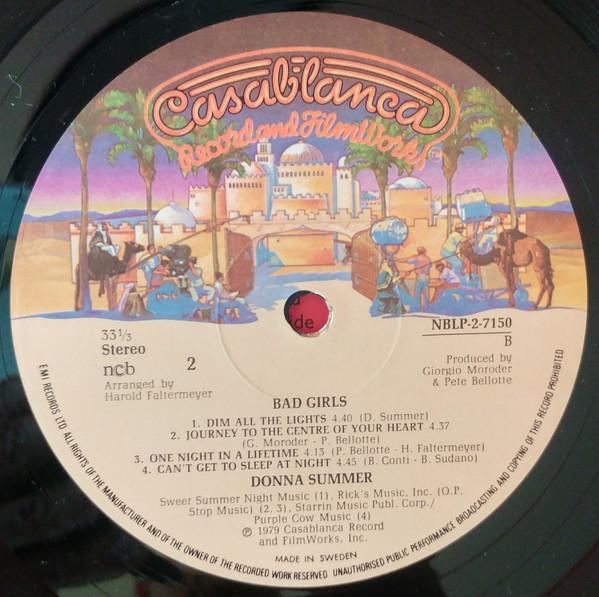 Casablanca
Record and FilmWorks
TM
ide
33 1/3
Stereo
2
ncb
Arranged by
Harold Faltermeyer
NBLP-2-7150
B
Produced by
Giorgio Moroder
& Pete Bellotte
BAD GIRLS
1. DIM ALL THE LIGHTS 4.40 (D. Summer)
2. JOURNEY TO THE CENTRE OF YOUR HEART 4.37
(G. Moroder - P. Bellotte)
3. ONE NIGHT IN A LIFETIME 4.13 (P. Bellotte - H. Faltermeyer)
4. CAN'T GET TO SLEEP AT NIGHT 4.45 (B. Conti - B. Sudano)
DONNA SUMMER
Sweet Summer Night Music (1), Rick's Music, Inc. (O.P.
Stop Music) (2, 3), Starrin Music Publ. Corp./
Purple Cow Music (4)
℗ 1979 Casablanca Record
and FilmWorks, Inc.
MADE IN SWEDEN
EMI RECORDS LTD ALL RIGHTS OF THE MANUFACTURER AND OF THE OWNER OF THE RECORDED WORK RESERVED UNAUTHORISED PUBLIC PERFORMANCE BROADCASTING AND COPYING OF THIS RECORD PROHIBITED